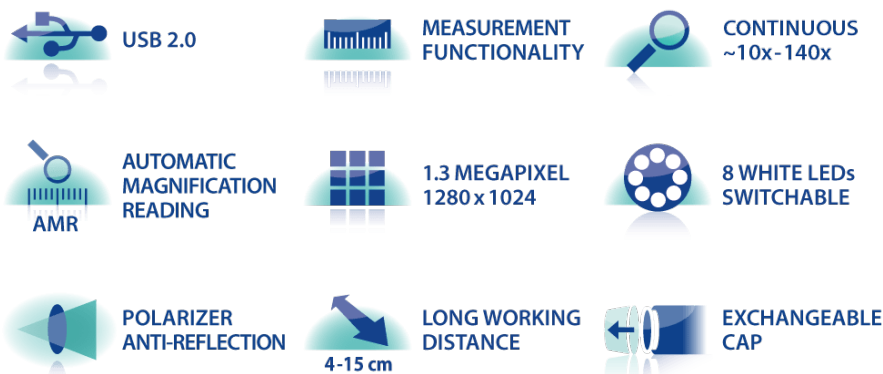 USB 2.0
MEASUREMENT
FUNCTIONALITY
CONTINUOUS
~10x-140x
AUTOMATIC
MAGNIFICATION
READING
AMR
1.3 MEGAPIXEL
1280 x 1024
8 WHITE LEDs
SWITCHABLE
POLARIZER
ANTI-REFLECTION
LONG WORKING
DISTANCE
4-15 cm
EXCHANGEABLE
CAP